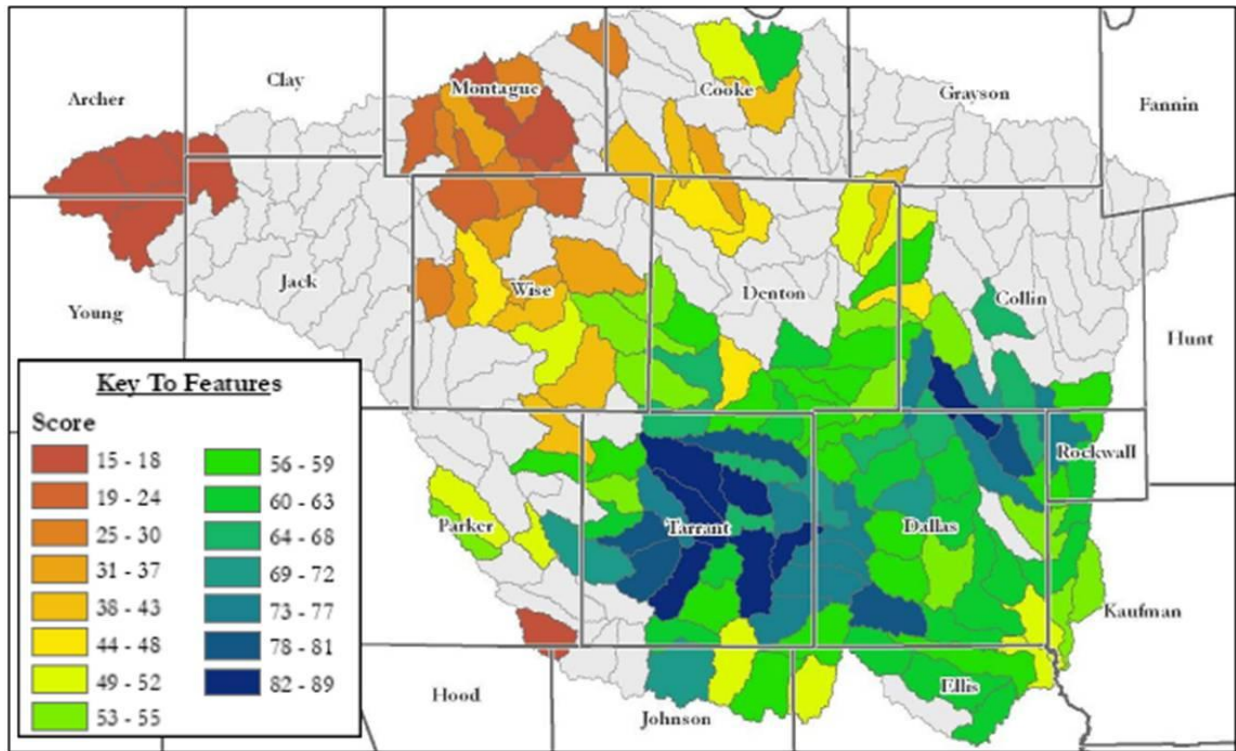 Clay
Montague
Cooke
Grayson
Archer
Fannin
Jack
Wise
Denton
Collin
Young
Hunt
Key To Features
Score
15 - 18
19 - 24
25 - 30
31 - 37
38 - 43
44 - 48
49 - 52
53 - 55
56 - 59
60 - 63
64 - 68
69 - 72
73 - 77
78 - 81
82 - 89
Rockwall
Parker
Tarrant
Dallas
Kaufman
Hood
Johnson
Ellis